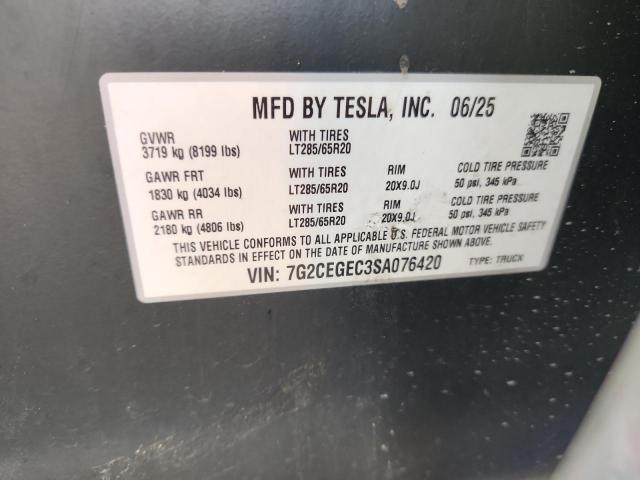 MFD BY TESLA, INC. 06/25
GVWR
3719 kg (8199 lbs)
WITH TIRES
LT285/65R20
GAWR FRT
1830 kg (4034 lbs)
WITH TIRES
LT285/65R20
RIM
20X9.0J
COLD TIRE PRESSURE
50 psi, 345 kPa
GAWR RR
2180 kg (4806 lbs)
WITH TIRES
LT285/65R20
RIM
20X9.0J
COLD TIRE PRESSURE
50 psi, 345 kPa
THIS VEHICLE CONFORMS TO ALL APPLICABLE U.S. FEDERAL MOTOR VEHICLE SAFETY
STANDARDS IN EFFECT ON THE DATE OF MANUFACTURE SHOWN ABOVE.
VIN: 7G2CEGEC3SA076420 TYPE: TRUCK